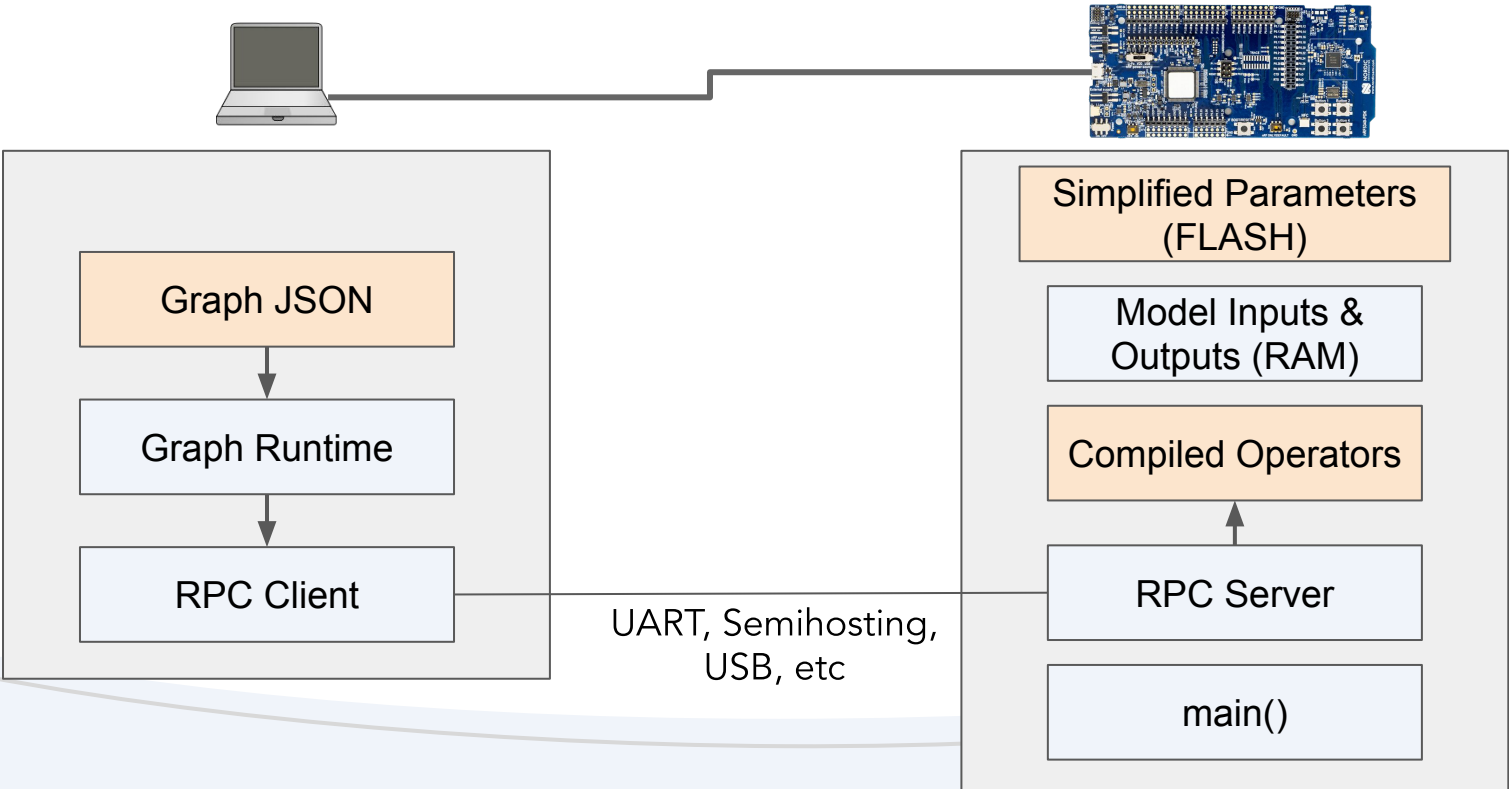 Graph JSON
Graph Runtime
RPC Client
UART, Semihosting,
USB, etc
NORDIC
Simplified Parameters
(FLASH)
Model Inputs &
Outputs (RAM)
Compiled Operators
RPC Server
main()